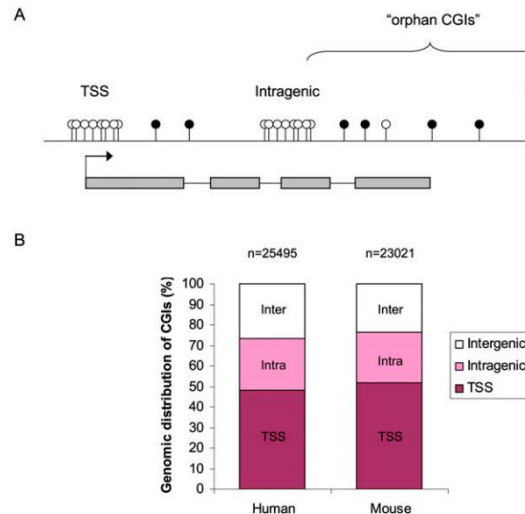 A
"orphan CGIs"
TSS
Intragenic
B
n=25495
n=23021
Genomic distribution of CGIs (%)
100
90
80
70
60
50
40
30
20
10
0
Inter
Intra
TSS
Inter
Intra
TSS
Human
Mouse
Intergenic
Intragenic
TSS